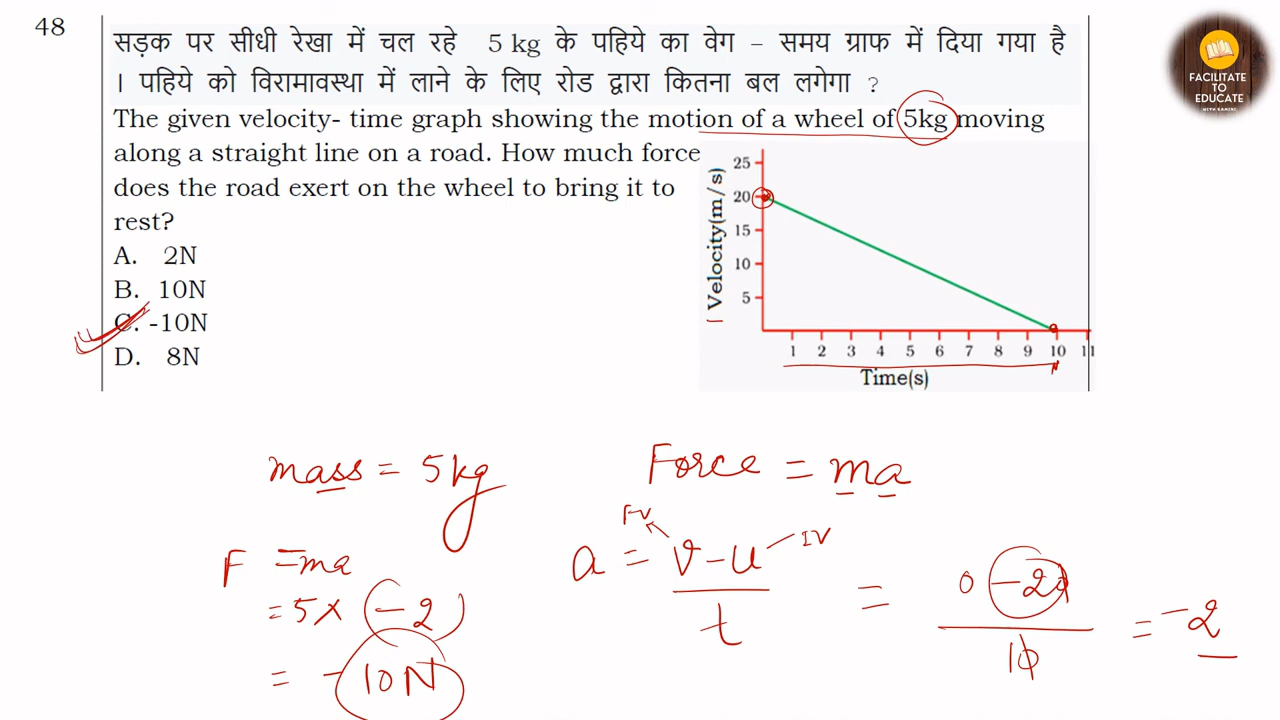 48
सड़क पर सीधी रेखा में चल रहे 5 kg के पहिये का वेग – समय ग्राफ में दिया गया है
। पहिये को विरामावस्था में लाने के लिए रोड द्वारा कितना बल लगेगा ?
The given velocity- time graph showing the motion of a wheel of 5kg moving
along a straight line on a road. How much force
does the road exert on the wheel to bring it to
rest?
A. 2N
B. 10N
C. -10N
D. 8N
Velocity(m/s)
25
20
15
10
5
1 2 3 4 5 6 7 8 9 10 11
Time(s)
FACILITATE
TO
EDUCATE
mass = 5kg
Force = ma
F = ma
= 5 x (-2)
= -10N
FV
IV
a = v-u
t
= 0 -20
10
= -2